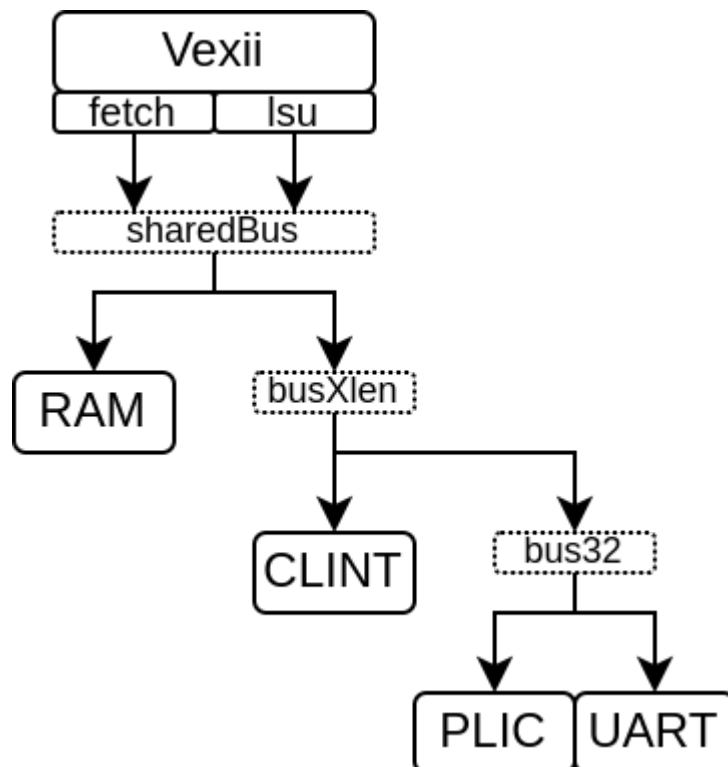 Vexii
fetch
lsu
sharedBus
RAM
busXlen
CLINT
bus32
PLIC
UART